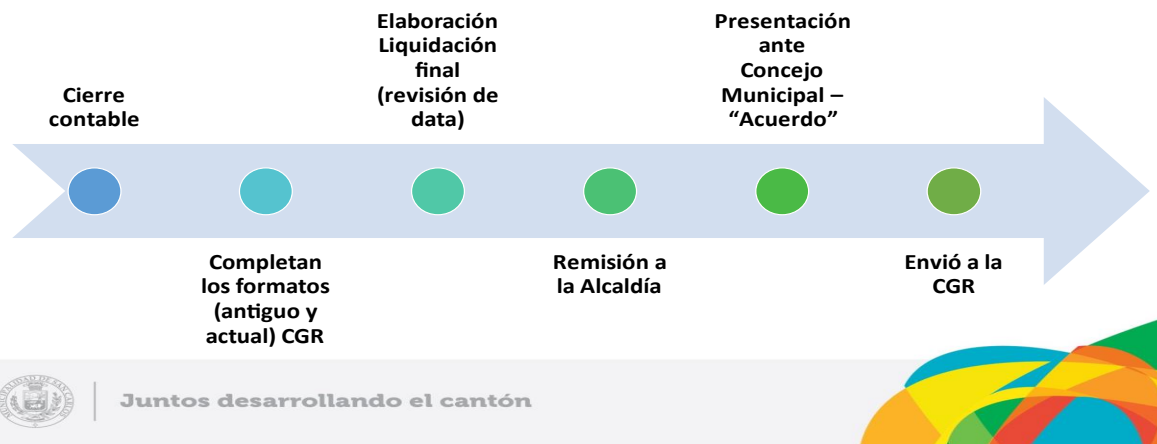 Cierre
contable
Completan
los formatos
(antiguo y
actual) CGR
Elaboración
Liquidación
final
(revisión de
data)
Remisión a
la Alcaldía
Presentación
ante
Concejo
Municipal –
“Acuerdo”
Envió a la
CGR
Juntos desarrollando el cantón